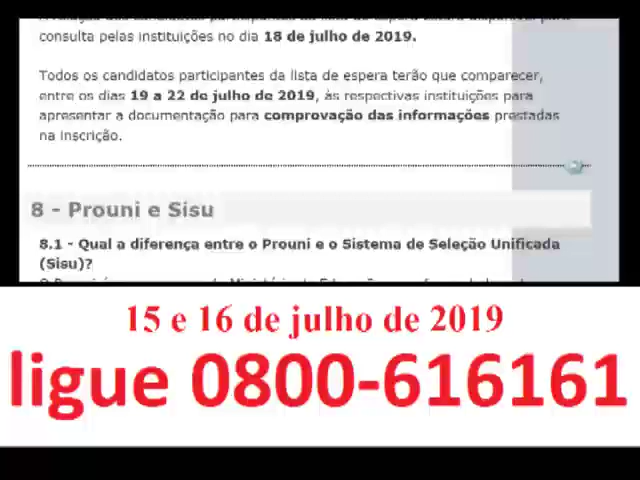 consulta pelas instituições no dia 18 de julho de 2019.
Todos os candidatos participantes da lista de espera terão que comparecer,
entre os dias 19 a 22 de julho de 2019, às respectivas instituições para
apresentar a documentação para comprovação das informações prestadas
na inscrição.
8 - Prouni e Sisu
8.1 - Qual a diferença entre o Prouni e o Sistema de Seleção Unificada
(Sisu)?
15 e 16 de julho de 2019
ligue 0800-616161